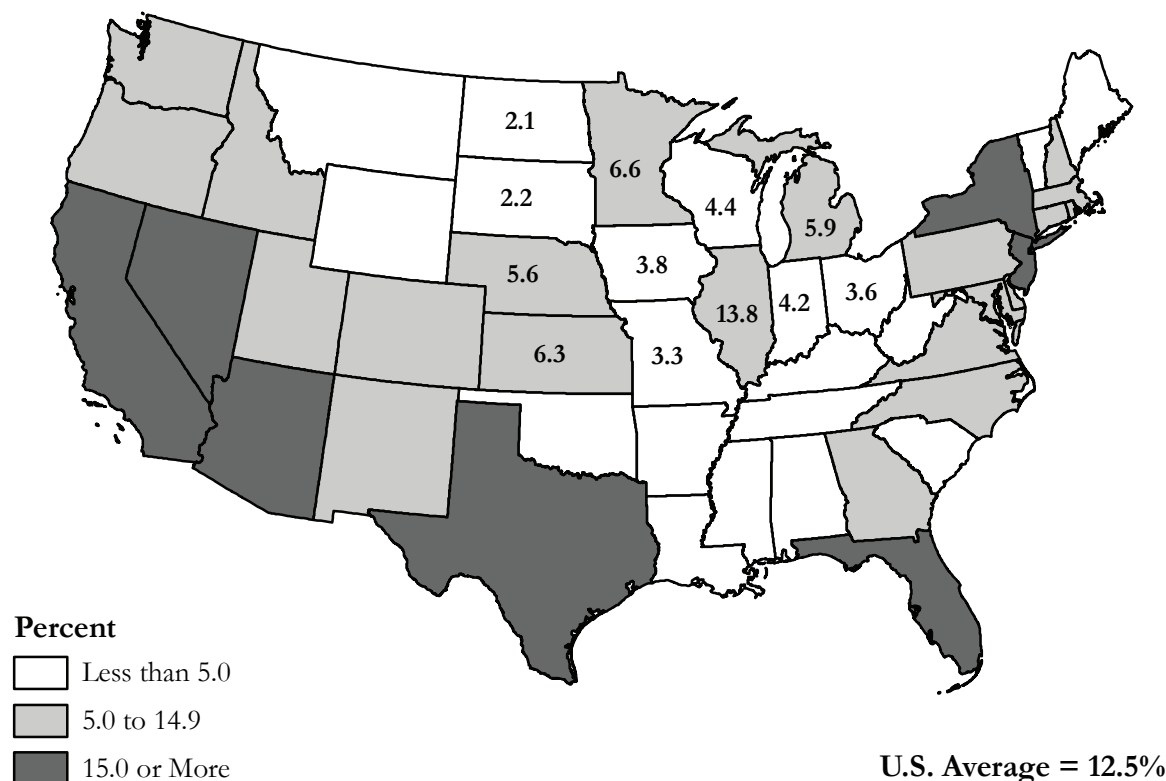 2.1
6.6
2.2
4.4
5.9
3.8
5.6
3.6
4.2
13.8
6.3
3.3
Percent
Less than 5.0
5.0 to 14.9
15.0 or More
U.S. Average = 12.5%